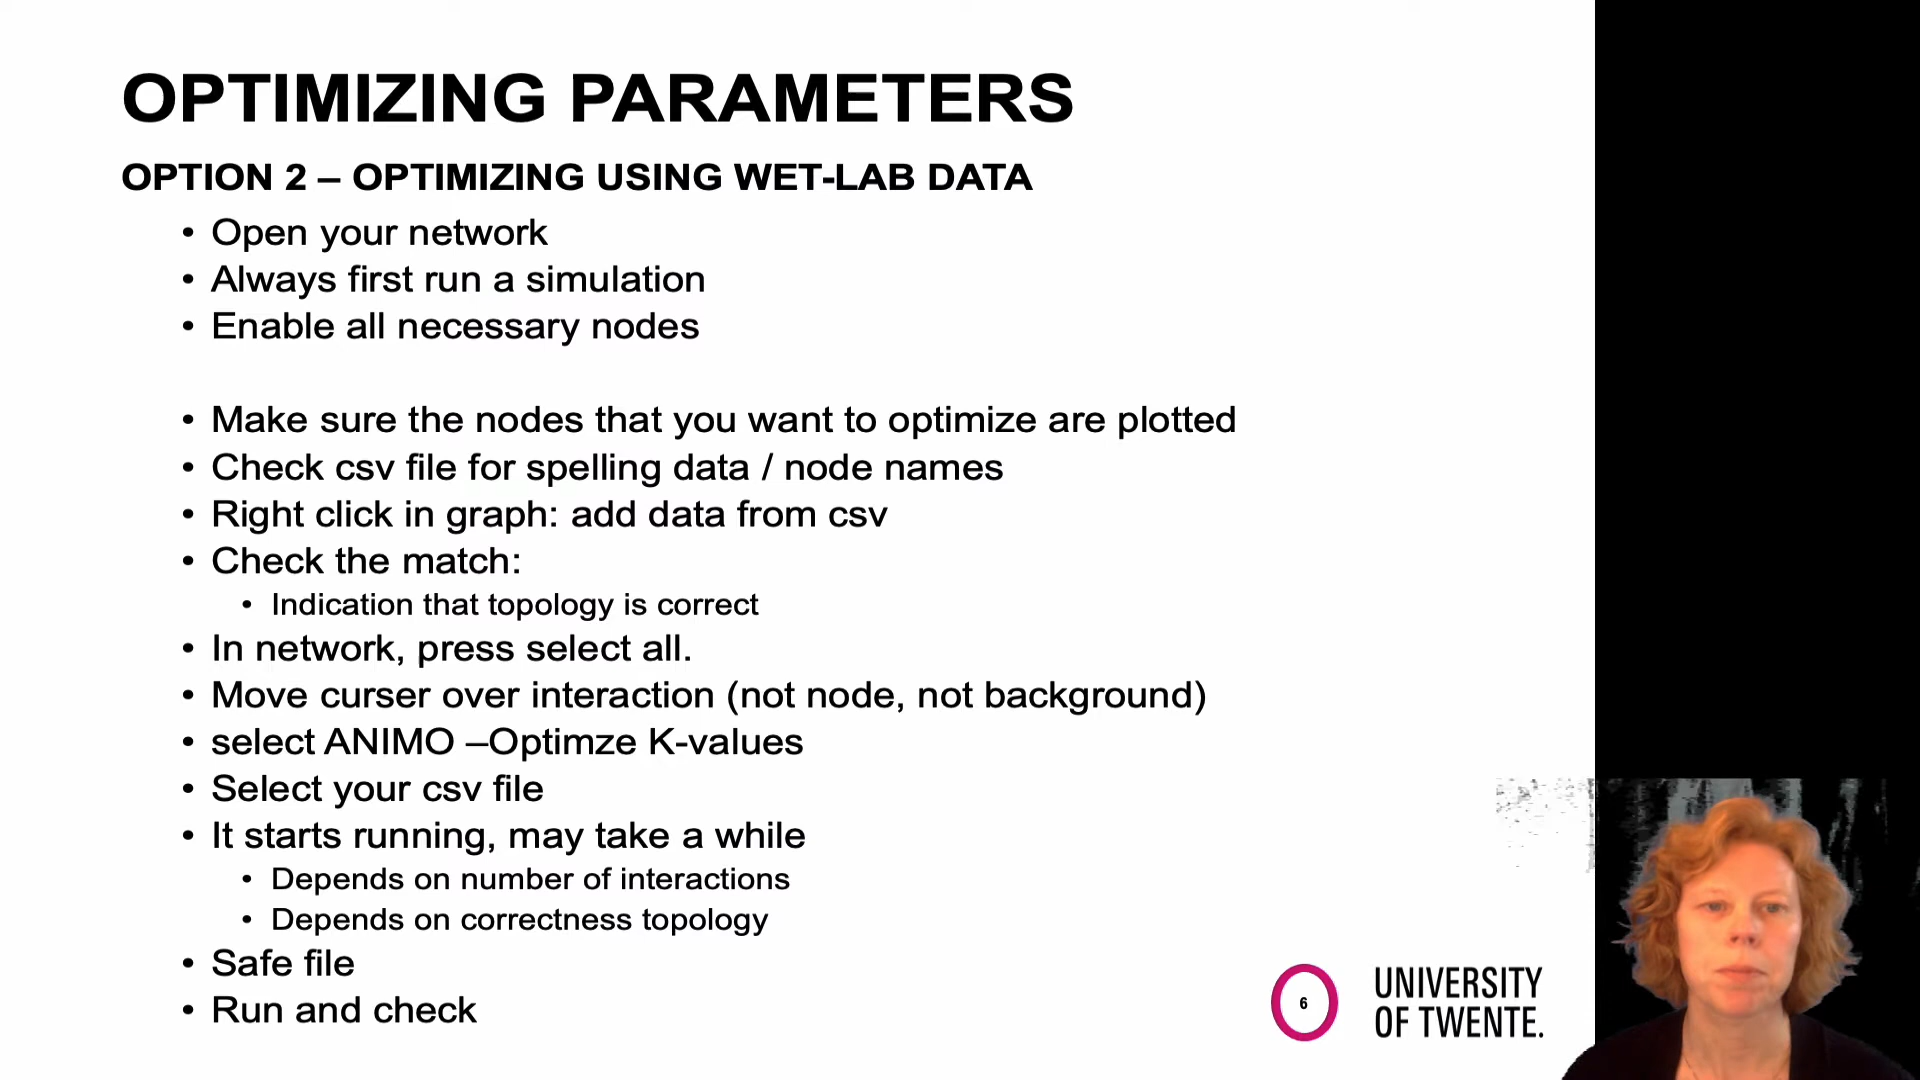 OPTIMIZING PARAMETERS
OPTION 2 – OPTIMIZING USING WET-LAB DATA
• Open your network
• Always first run a simulation
• Enable all necessary nodes
• Make sure the nodes that you want to optimize are plotted
• Check csv file for spelling data / node names
• Right click in graph: add data from csv
• Check the match:
• Indication that topology is correct
• In network, press select all.
• Move curser over interaction (not node, not background)
• select ANIMO –Optimze K-values
• Select your csv file
• It starts running, may take a while
• Depends on number of interactions
• Depends on correctness topology
• Safe file
• Run and check
6
UNIVERSITY
OF TWENTE.